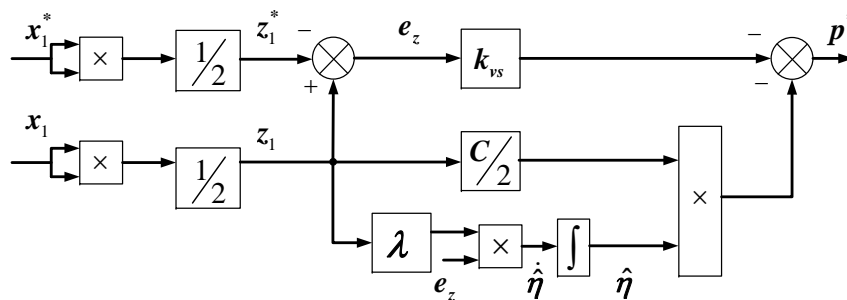 x₁* × 1/2 z₁* − + e_z k_vs − − p*
x₁ × 1/2 z₁ C/2 ×
λ × ∫
e_z η̂̇ η̂